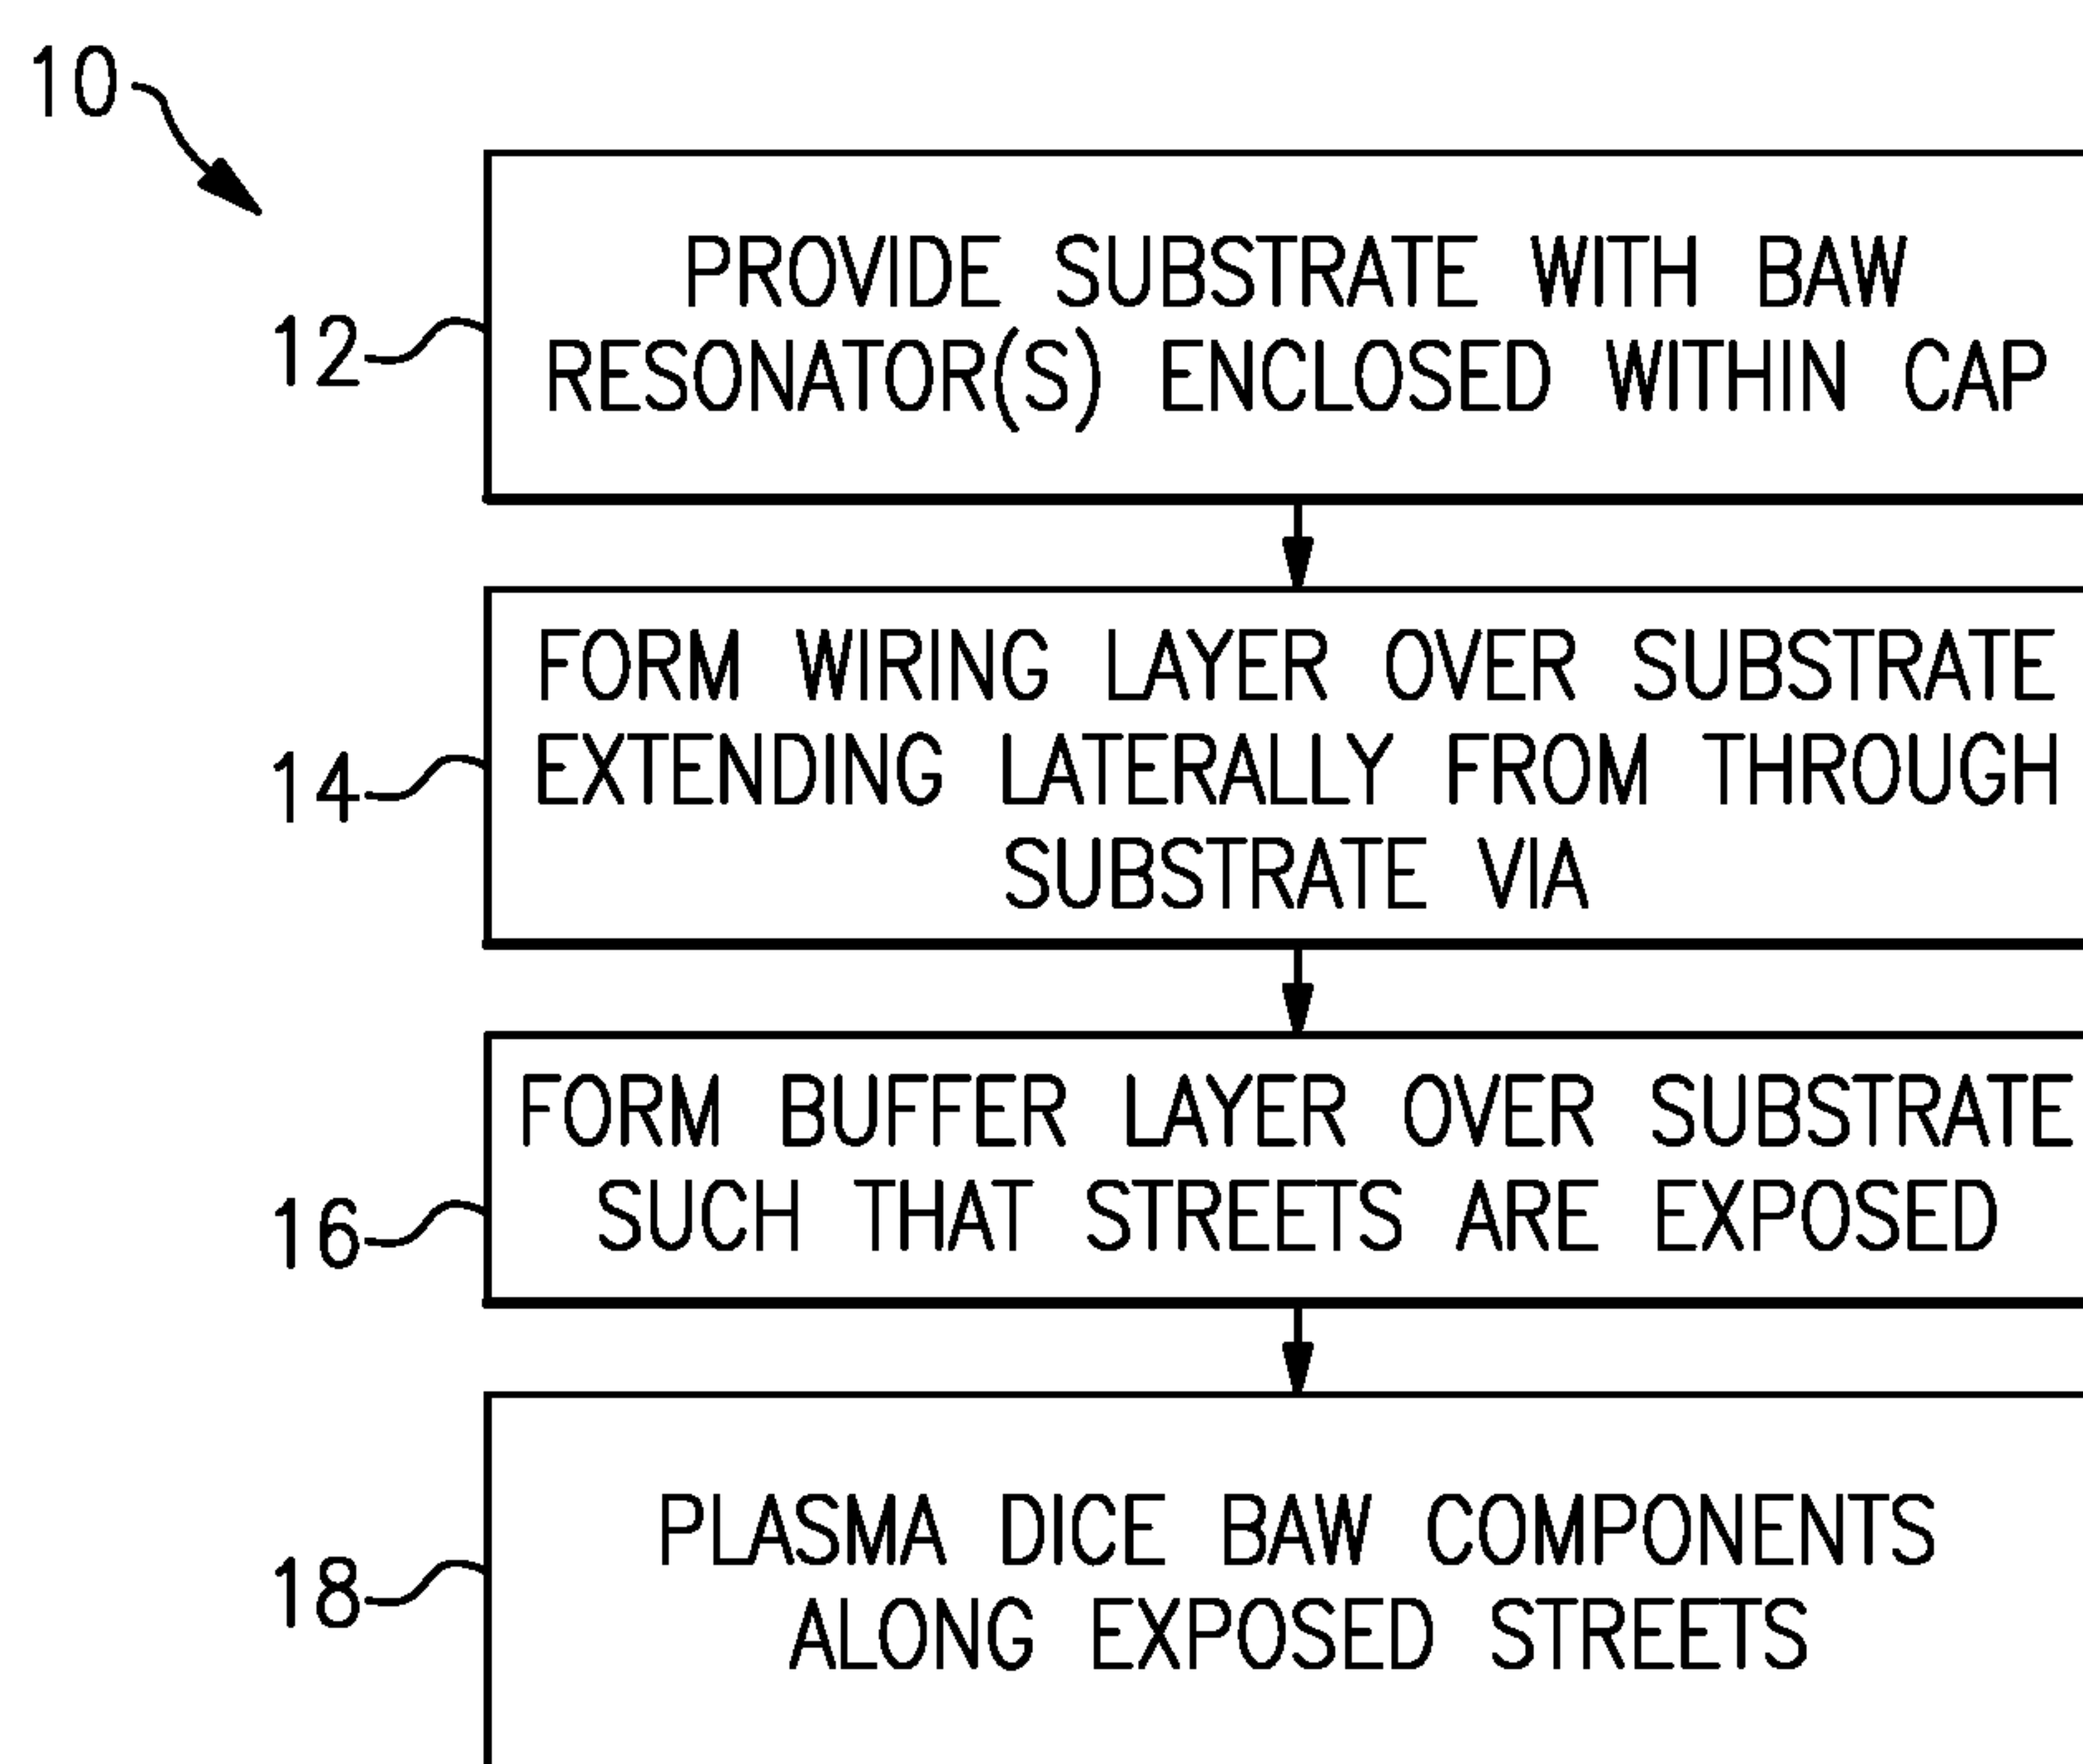 10
12
PROVIDE SUBSTRATE WITH BAW
RESONATOR(S) ENCLOSED WITHIN CAP
14
FORM WIRING LAYER OVER SUBSTRATE
EXTENDING LATERALLY FROM THROUGH
SUBSTRATE VIA
16
FORM BUFFER LAYER OVER SUBSTRATE
SUCH THAT STREETS ARE EXPOSED
18
PLASMA DICE BAW COMPONENTS
ALONG EXPOSED STREETS